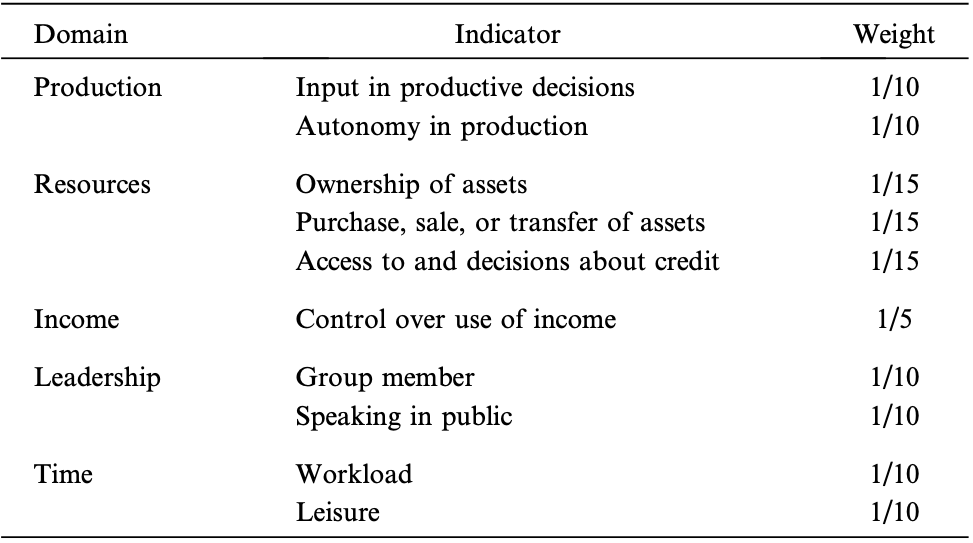 Domain Indicator Weight
Production Input in productive decisions 1/10
Autonomy in production 1/10
Resources Ownership of assets 1/15
Purchase, sale, or transfer of assets 1/15
Access to and decisions about credit 1/15
Income Control over use of income 1/5
Leadership Group member 1/10
Speaking in public 1/10
Time Workload 1/10
Leisure 1/10